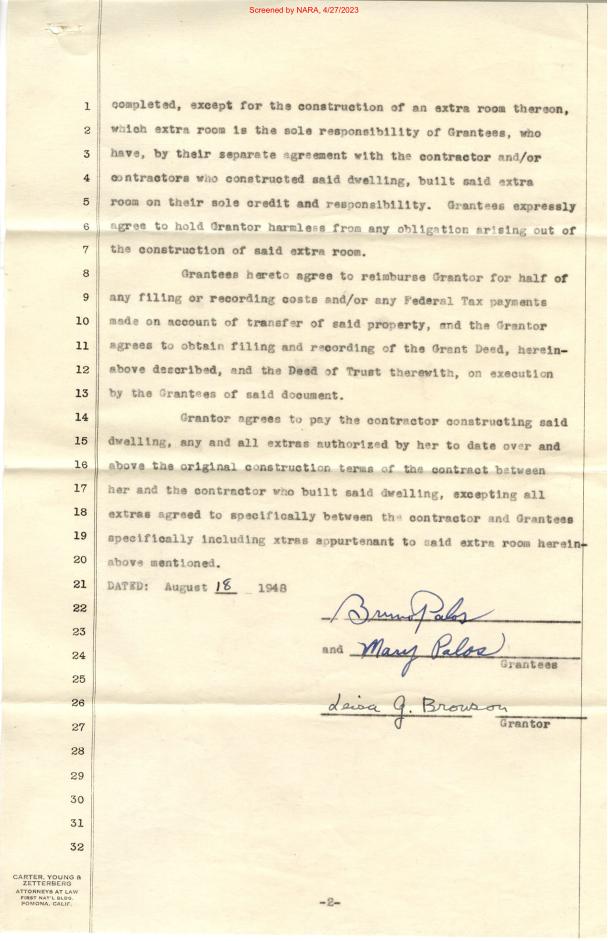 Screened by NARA, 4/27/2023
1 completed, except for the construction of an extra room thereon,
2 which extra room is the sole responsibility of Grantees, who
3 have, by their separate agreement with the contractor and/or
4 contractors who constructed said dwelling, built said extra
5 room on their sole credit and responsibility. Grantees expressly
6 agree to hold Grantor harmless from any obligation arising out of
7 the construction of said extra room.
8 Grantees hereto agree to reimburse Grantor for half of
9 any filing or recording costs and/or any Federal Tax payments
10 made on account of transfer of said property, and the Grantor
11 agrees to obtain filing and recording of the Grant Deed, herein-
12 above described, and the Deed of Trust therewith, on execution
13 by the Grantees of said document.
14 Grantor agrees to pay the contractor constructing said
15 dwelling, any and all extras authorized by her to date over and
16 above the original construction terms of the contract between
17 her and the contractor who built said dwelling, excepting all
18 extras agreed to specifically between the contractor and Grantees
19 specifically including xtras appurtenant to said extra room herein-
20 above mentioned.
21 DATED: August 18 1948
22 Bruno Palos
23
24 and Mary Palos
Grantees
25
26 Leisa G. Browson
27 Grantor
28
29
30
31
32
CARTER, YOUNG &
ZETTERBERG
ATTORNEYS AT LAW
FIRST NAT'L BLDG.
POMONA, CALIF.
-2-